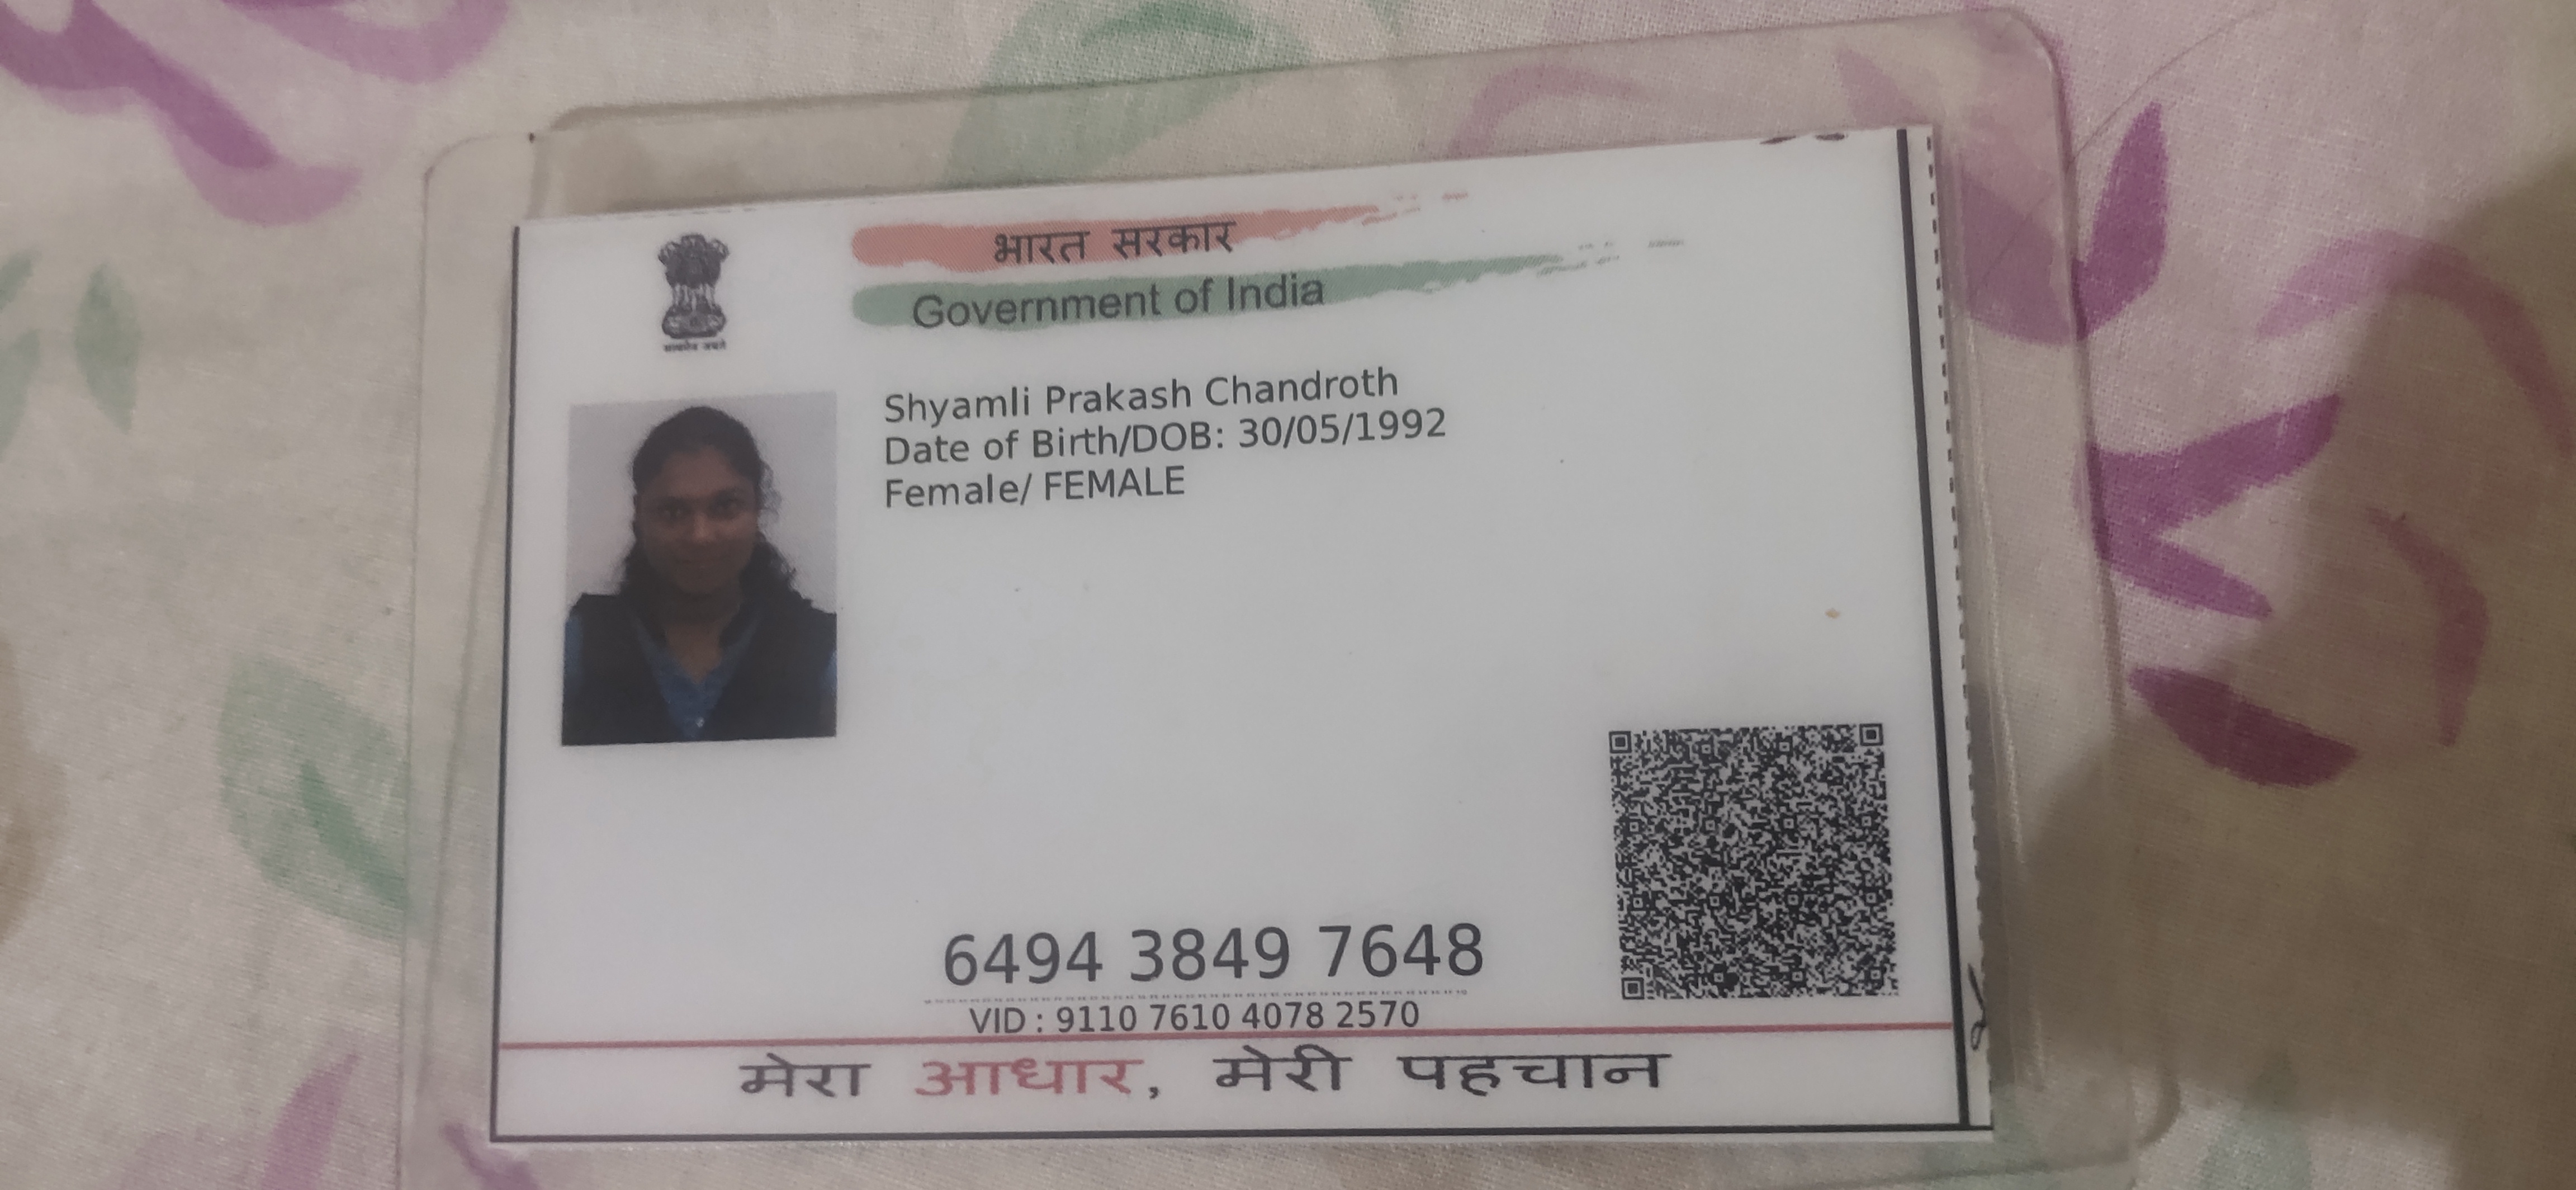 भारत सरकार
Government of India
Shyamli Prakash Chandroth
Date of Birth/DOB: 30/05/1992
Female/ FEMALE
6494 3849 7648
VID : 9110 7610 4078 2570
मेरा आधार, मेरी पहचान